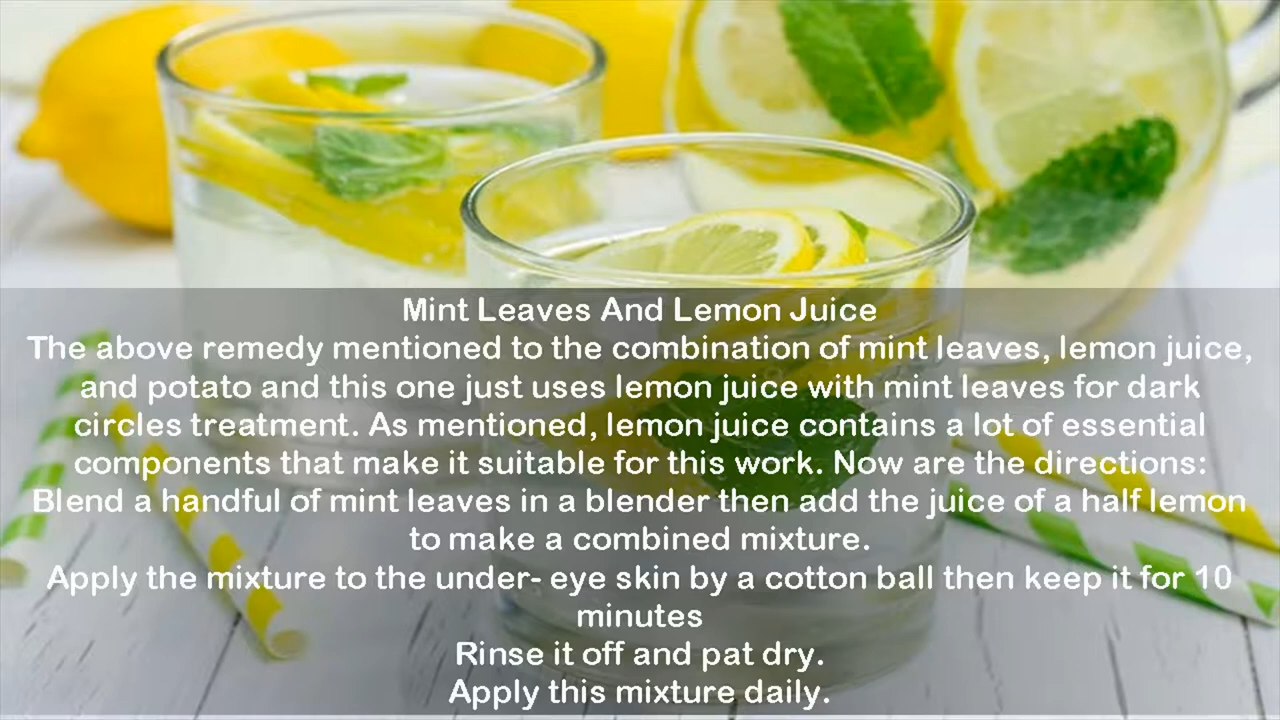 Mint Leaves And Lemon Juice
The above remedy mentioned to the combination of mint leaves, lemon juice,
and potato and this one just uses lemon juice with mint leaves for dark
circles treatment. As mentioned, lemon juice contains a lot of essential
components that make it suitable for this work. Now are the directions:
Blend a handful of mint leaves in a blender then add the juice of a half lemon
to make a combined mixture.
Apply the mixture to the under- eye skin by a cotton ball then keep it for 10
minutes
Rinse it off and pat dry.
Apply this mixture daily.